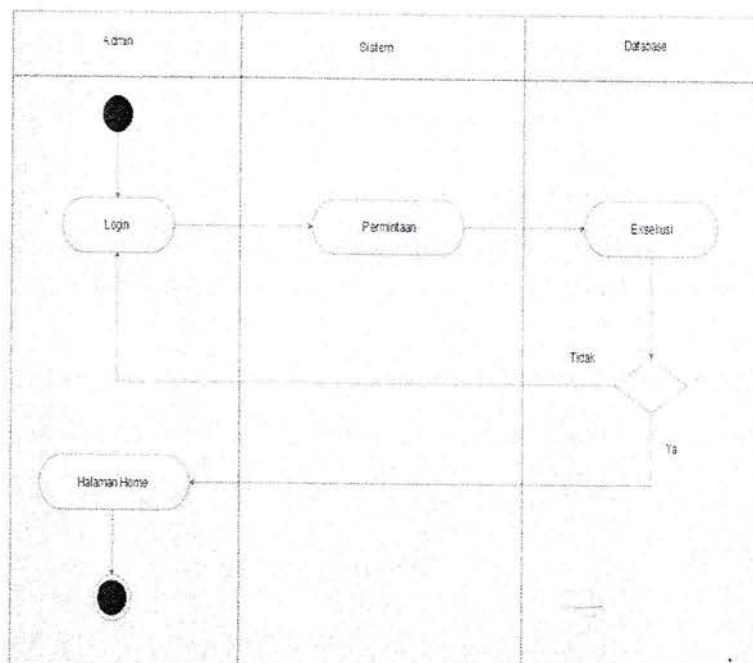 Admin
Sistem
Database
Login
Permintaan
Eksekusi
Tidak
Ya
Halaman Home